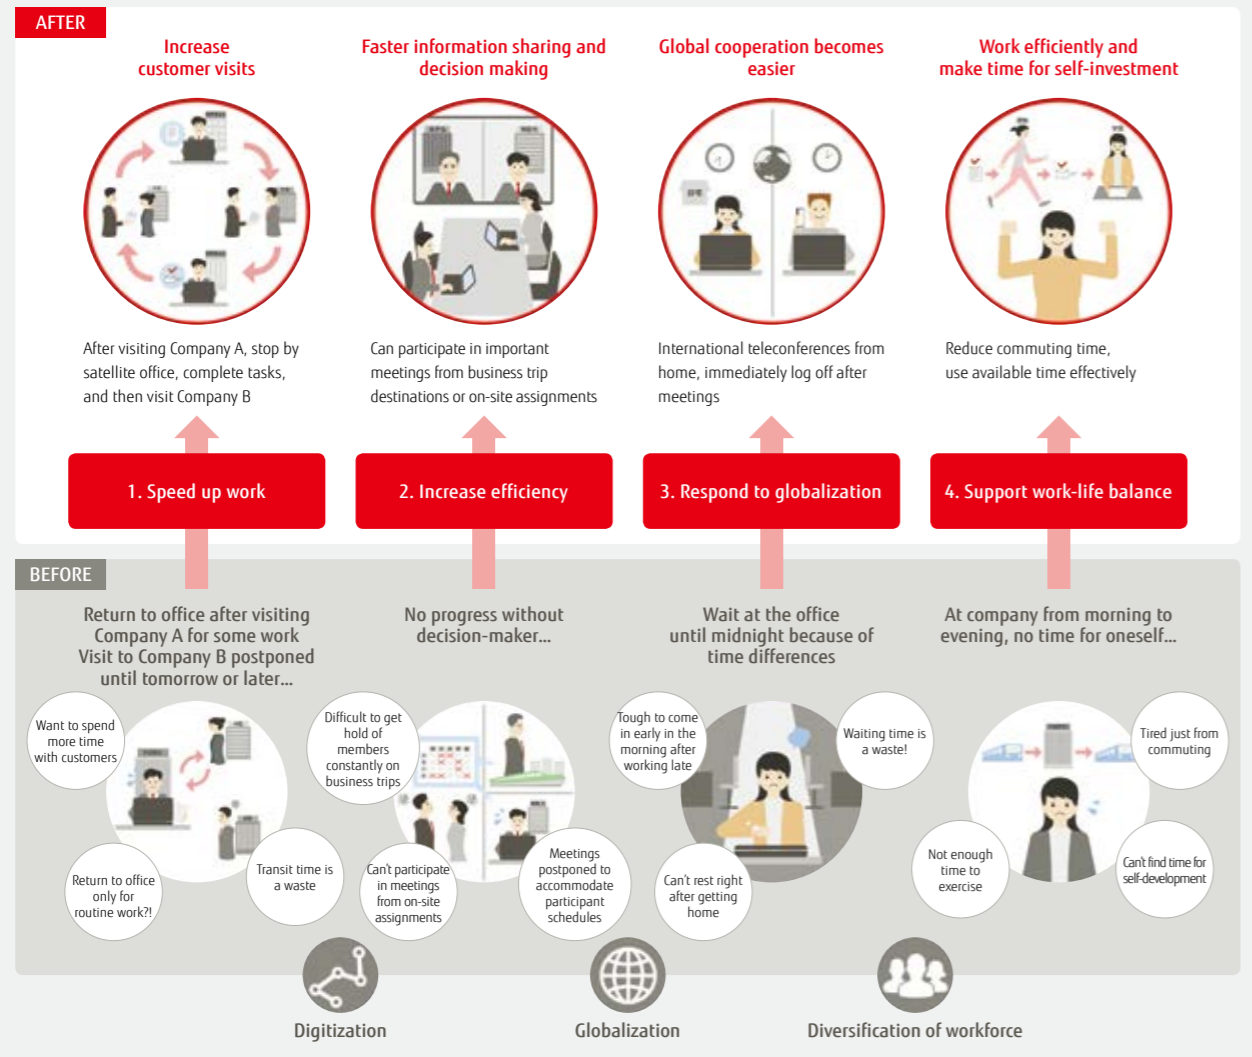 AFTER
Increase
customer visits
Faster information sharing and
decision making
Global cooperation becomes
easier
Work efficiently and
make time for self-investment
After visiting Company A, stop by
satellite office, complete tasks,
and then visit Company B
Can participate in important
meetings from business trip
destinations or on-site assignments
International teleconferences from
home, immediately log off after
meetings
Reduce commuting time,
use available time effectively
1. Speed up work
2. Increase efficiency
3. Respond to globalization
4. Support work-life balance
BEFORE
Return to office after visiting
Company A for some work
Visit to Company B postponed
until tomorrow or later...
No progress without
decision-maker...
Wait at the office
until midnight because of
time differences
At company from morning to
evening, no time for oneself...
Want to spend
more time
with customers
Return to office
only for
routine work?!
Transit time is
a waste
Difficult to get
hold of
members
constantly on
business trips
Can't participate
in meetings
from on-site
assignments
Meetings
postponed to
accommodate
participant
schedules
Tough to come
in early in the
morning after
working late
Waiting time is
a waste!
Can't rest right
after getting
home
Tired just from
commuting
Not enough
time to
exercise
Can't find time for
self-development
Digitization
Globalization
Diversification of workforce